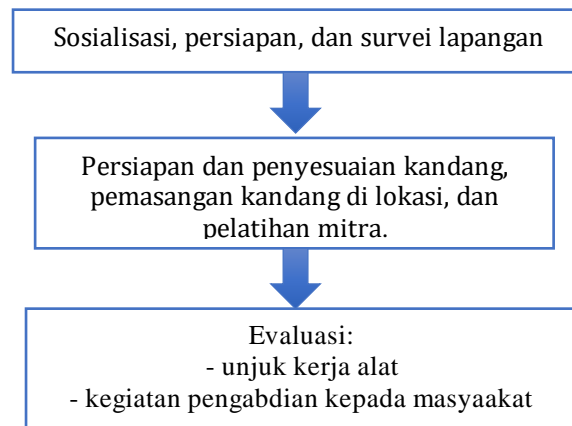 Sosialisasi, persiapan, dan survei lapangan
Persiapan dan penyesuaian kandang,
pemasangan kandang di lokasi, dan
pelatihan mitra.
Evaluasi:
- unjuk kerja alat
- kegiatan pengabdian kepada masyaakat